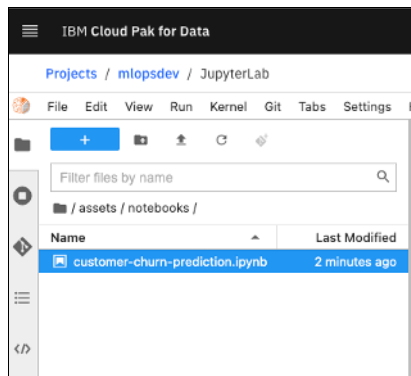 IBM Cloud Pak for Data
Projects / mlopsdev / JupyterLab
File Edit View Run Kernel Git Tabs Settings
+
Filter files by name
/ assets / notebooks /
Name Last Modified
customer-churn-prediction.ipynb 2 minutes ago